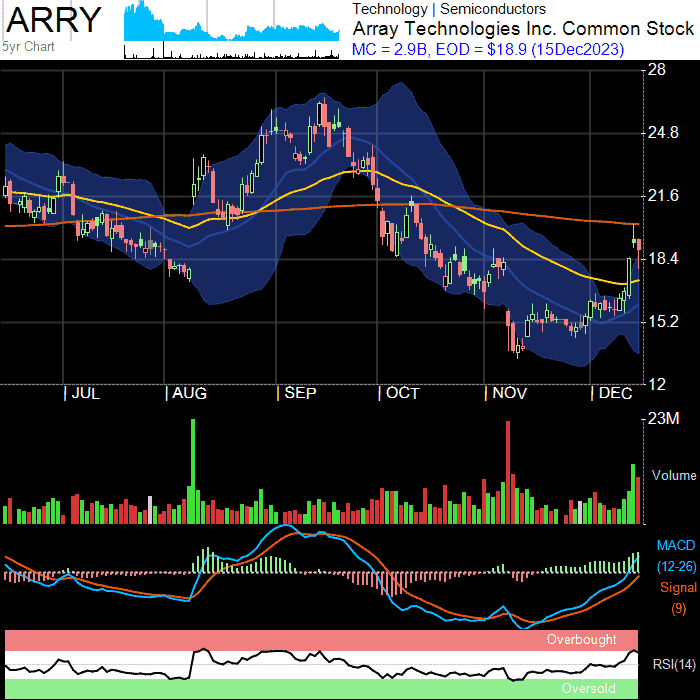 ARRY
5yr Chart
Technology | Semiconductors
Array Technologies Inc. Common Stock
MC = 2.9B, EOD = $18.9 (15Dec2023)
28
24.8
21.6
18.4
15.2
12
| JUL | AUG | SEP | OCT | NOV | DEC
23M
Volume
MACD
(12-26)
Signal
(9)
Overbought
RSI(14)
Oversold